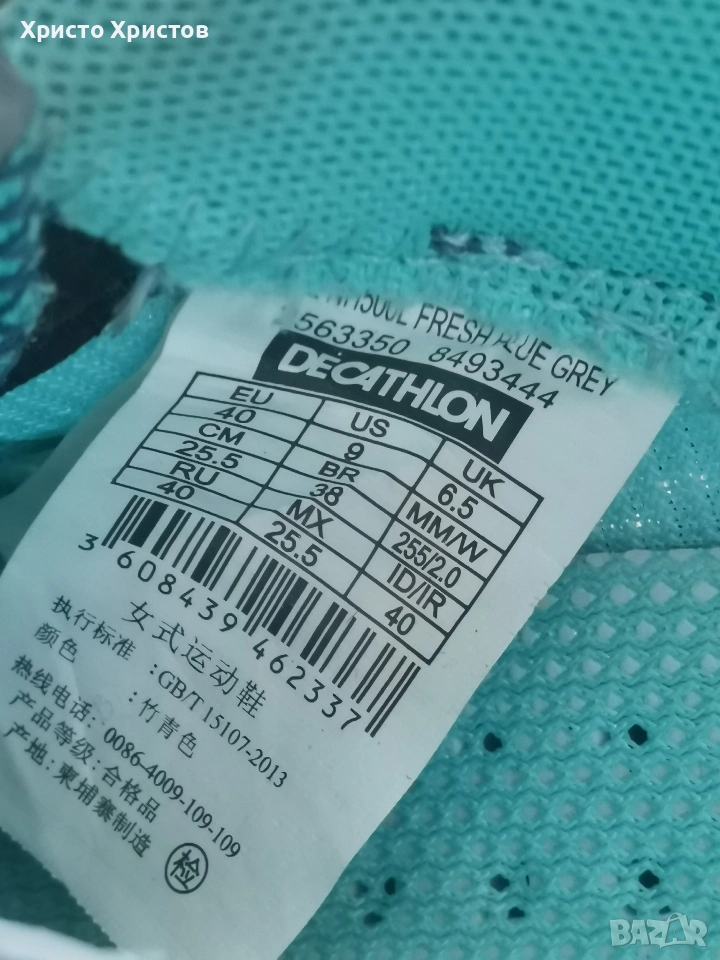 Христо Христов
NH500L FRESH BLUE GREY
563350 8493444
DECATHLON
EU US UK
40 9 6.5
CM BR MM/W
25.5 38 255/2.0
RU MX ID/IR
40 25.5 40
3 608439 462337
女式运动鞋
执行标准：GB/T 15107-2013
颜色：竹青色
热线电话: 0086-4009-109-109
产品等级: 合格品
产地: 柬埔寨制造
检
BAZAR